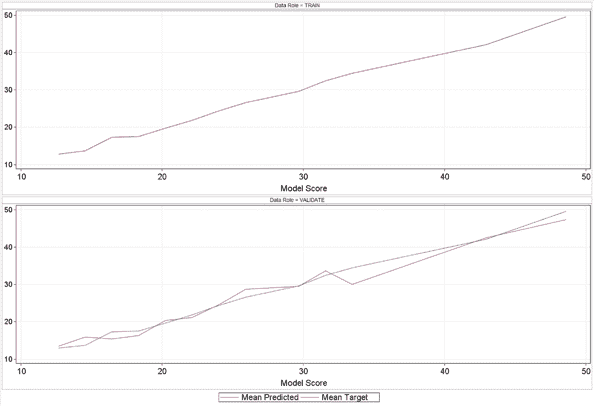 Data Role = TRAIN
50
40
30
20
10
10 20 30 40 50
Model Score
Data Role = VALIDATE
50
40
30
20
10
10 20 30 40 50
Model Score
Mean Predicted Mean Target